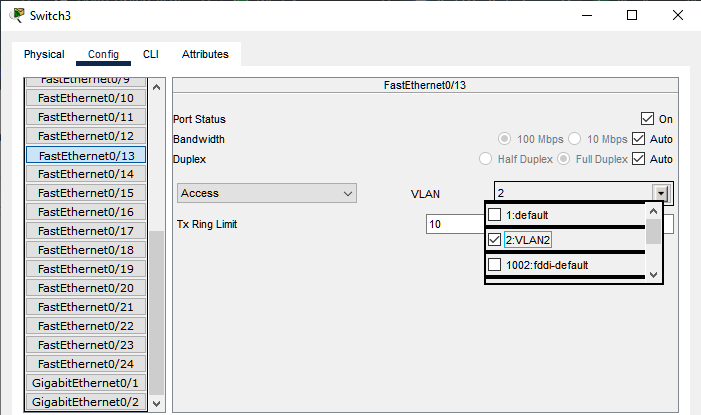 Switch3
Physical Config CLI Attributes
FastEthernet0/9
FastEthernet0/10
FastEthernet0/11
FastEthernet0/12
FastEthernet0/13
FastEthernet0/14
FastEthernet0/15
FastEthernet0/16
FastEthernet0/17
FastEthernet0/18
FastEthernet0/19
FastEthernet0/20
FastEthernet0/21
FastEthernet0/22
FastEthernet0/23
FastEthernet0/24
GigabitEthernet0/1
GigabitEthernet0/2
FastEthernet0/13
Port Status On
Bandwidth 100 Mbps 10 Mbps Auto
Duplex Half Duplex Full Duplex Auto
Access VLAN 2
1:default
2:VLAN2
1002:fddi-default
Tx Ring Limit 10